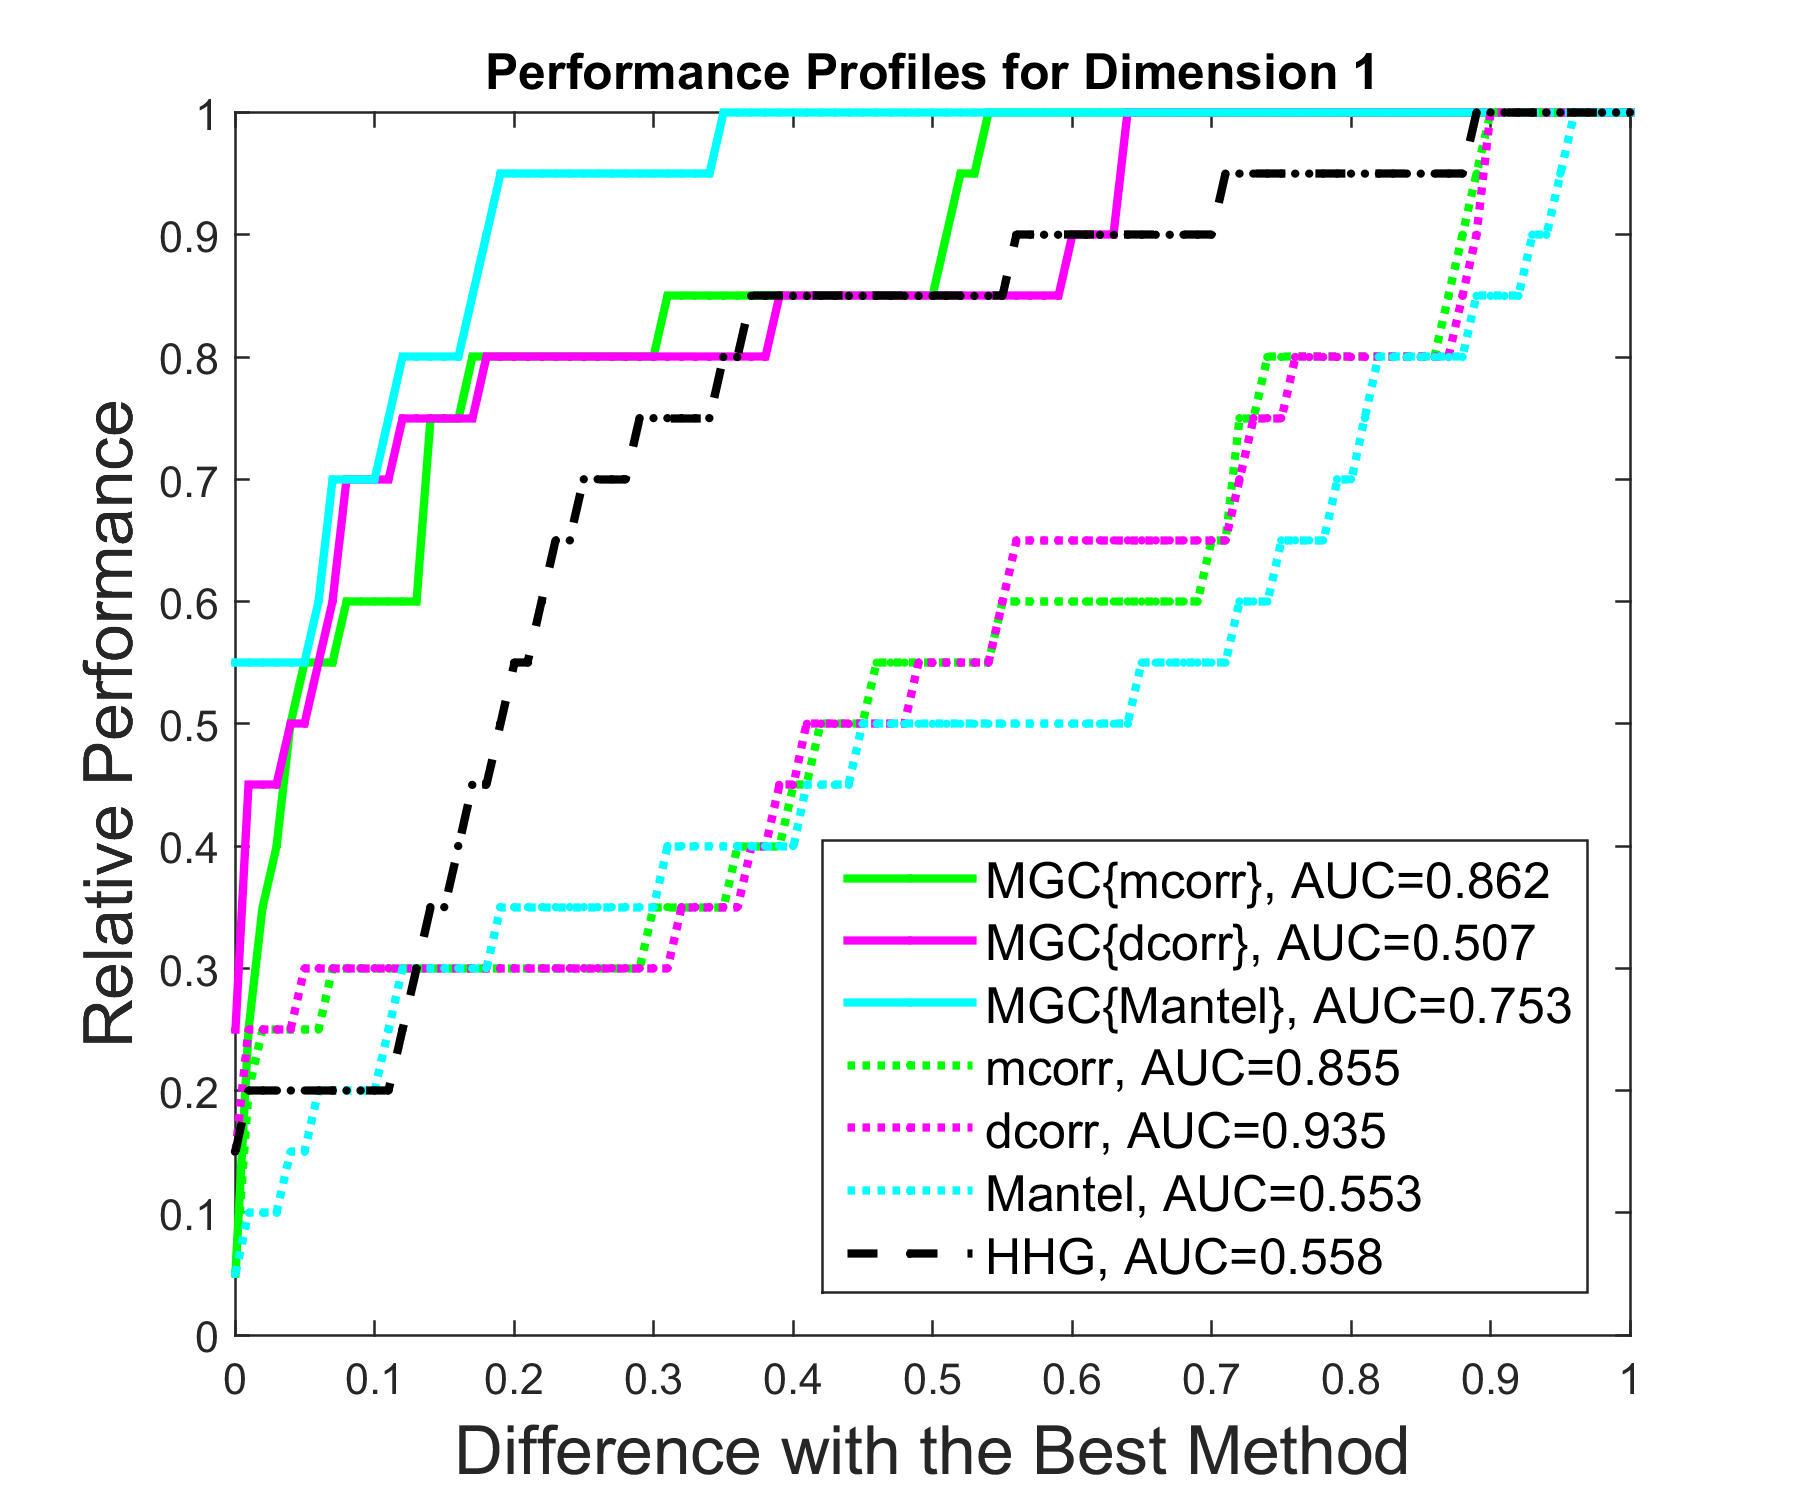 Performance Profiles for Dimension 1
1
0.9
0.8
0.7
0.6
0.5
0.4
0.3
0.2
0.1
0
Relative Performance
MGC{mcorr}, AUC=0.862
MGC{dcorr}, AUC=0.507
MGC{Mantel}, AUC=0.753
mcorr, AUC=0.855
dcorr, AUC=0.935
Mantel, AUC=0.553
HHG, AUC=0.558
0 0.1 0.2 0.3 0.4 0.5 0.6 0.7 0.8 0.9 1
Difference with the Best Method